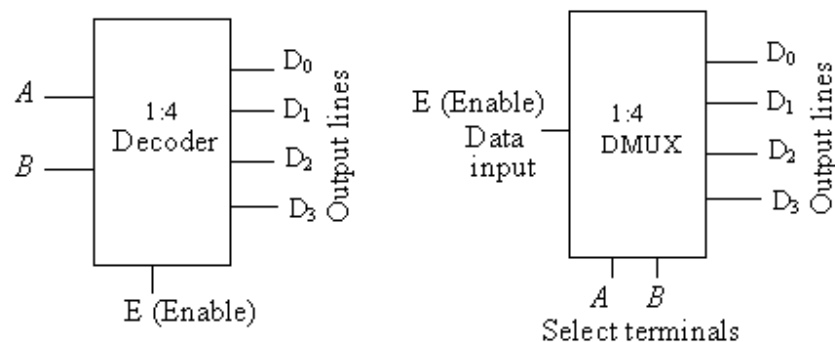 A
B
1:4
Decoder
D₀
D₁
D₂
D₃
Output lines
E (Enable)
E (Enable)
Data
input
1:4
DMUX
D₀
D₁
D₂
D₃
Output lines
A B
Select terminals